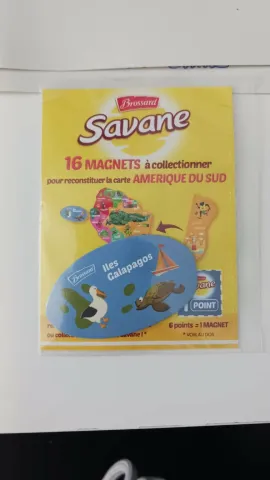 Brossard
Savane
16 MAGNETS à collectionner
pour reconstituer la carte AMERIQUE DU SUD
Brossard
Iles
Galapagos
POINT
6 points = 1 MAGNET